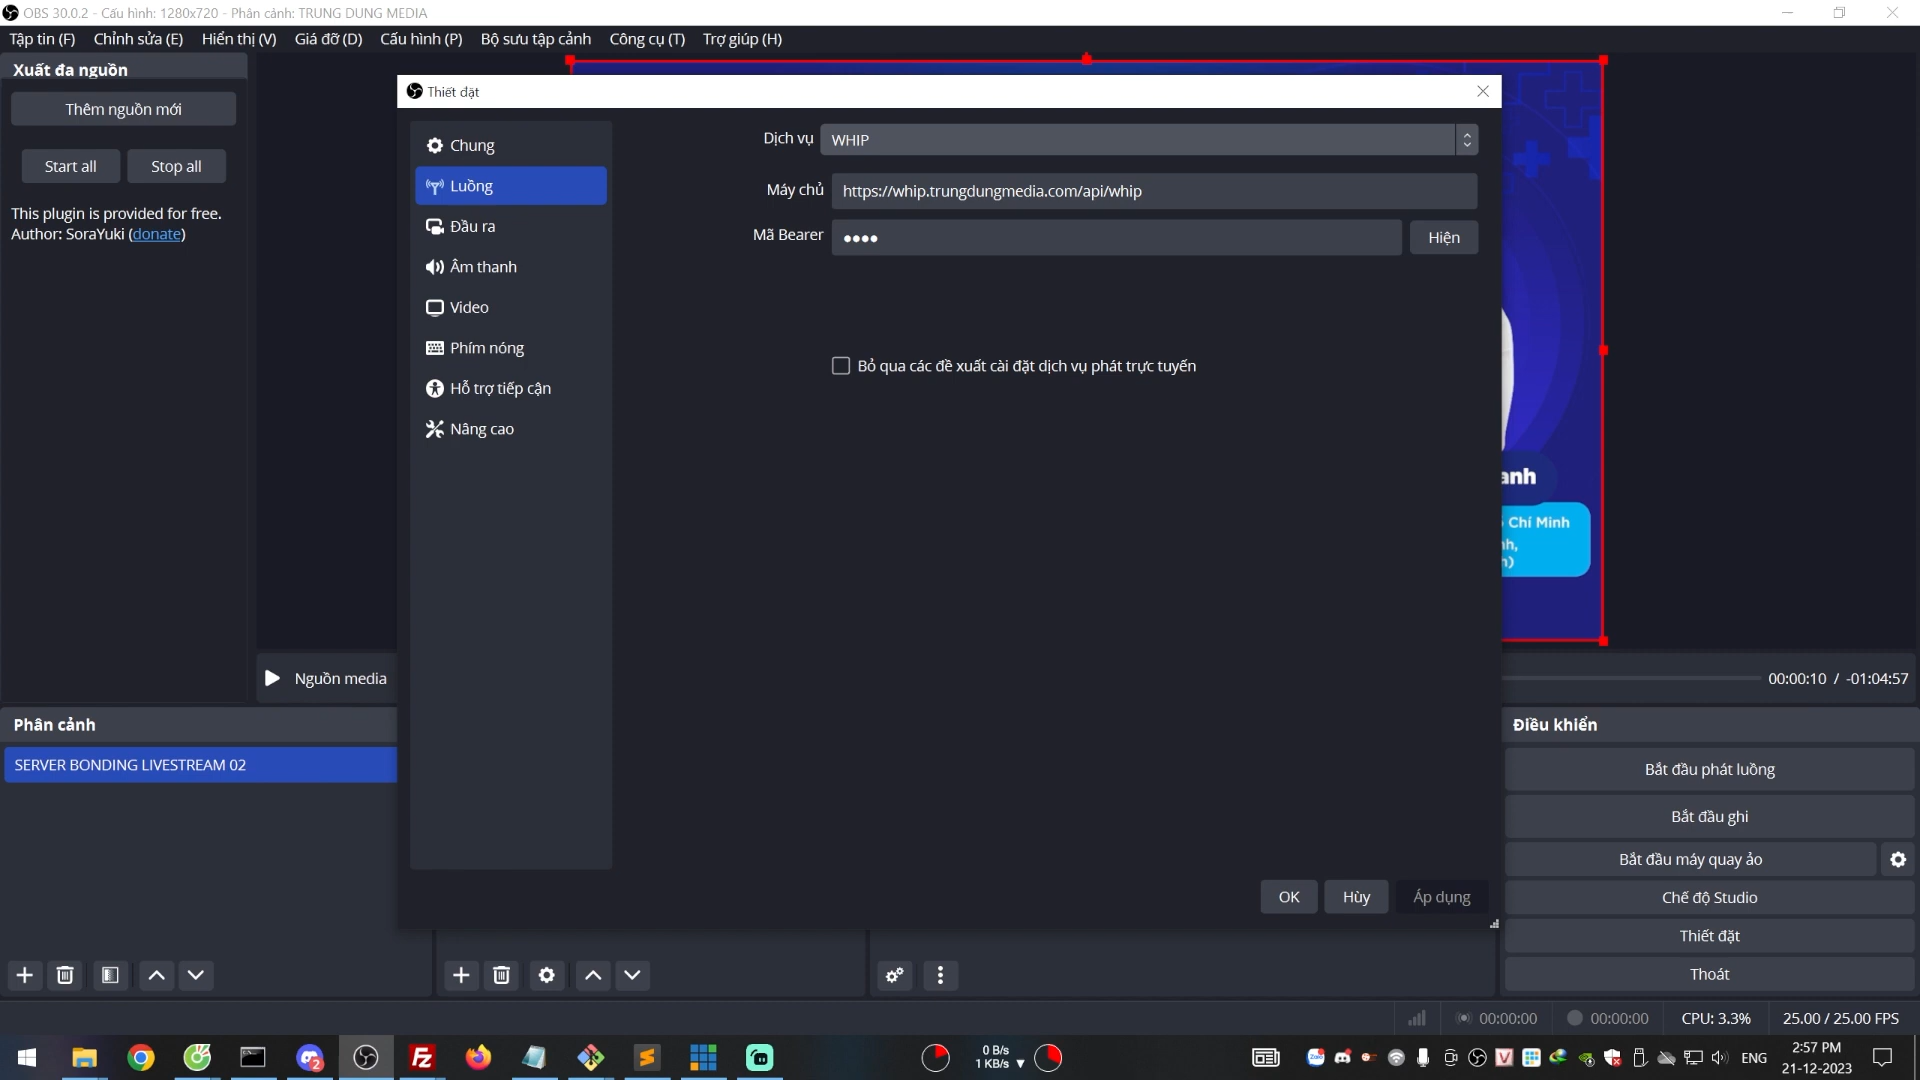 OBS 30.0.2 - Cấu hình: 1280x720 - Phân cảnh: TRUNG DUNG MEDIA
Tập tin (F) Chỉnh sửa (E) Hiển thị (V) Giá đỡ (D) Cấu hình (P) Bộ sưu tập cảnh Công cụ (T) Trợ giúp (H)
Xuất đa nguồn
Thêm nguồn mới
Start all Stop all
This plugin is provided for free.
Author: SoraYuki (donate)
Thiết đặt
Chung
Luồng
Đầu ra
Âm thanh
Video
Phím nóng
Hỗ trợ tiếp cận
Nâng cao
Dịch vụ WHIP
Máy chủ https://whip.trungdungmedia.com/api/whip
Mã Bearer ●●●● Hiện
Bỏ qua các đề xuất cài đặt dịch vụ phát trực tuyến
OK Hủy Áp dụng
anh
Chí Minh
Nguồn media
00:00:10 / -01:04:57
Phân cảnh
SERVER BONDING LIVESTREAM 02
Điều khiển
Bắt đầu phát luồng
Bắt đầu ghi
Bắt đầu máy quay ảo
Chế độ Studio
Thiết đặt
Thoát
00:00:00 00:00:00 CPU: 3.3% 25.00 / 25.00 FPS
0 B/s
1 KB/s
ENG
2:57 PM
21-12-2023